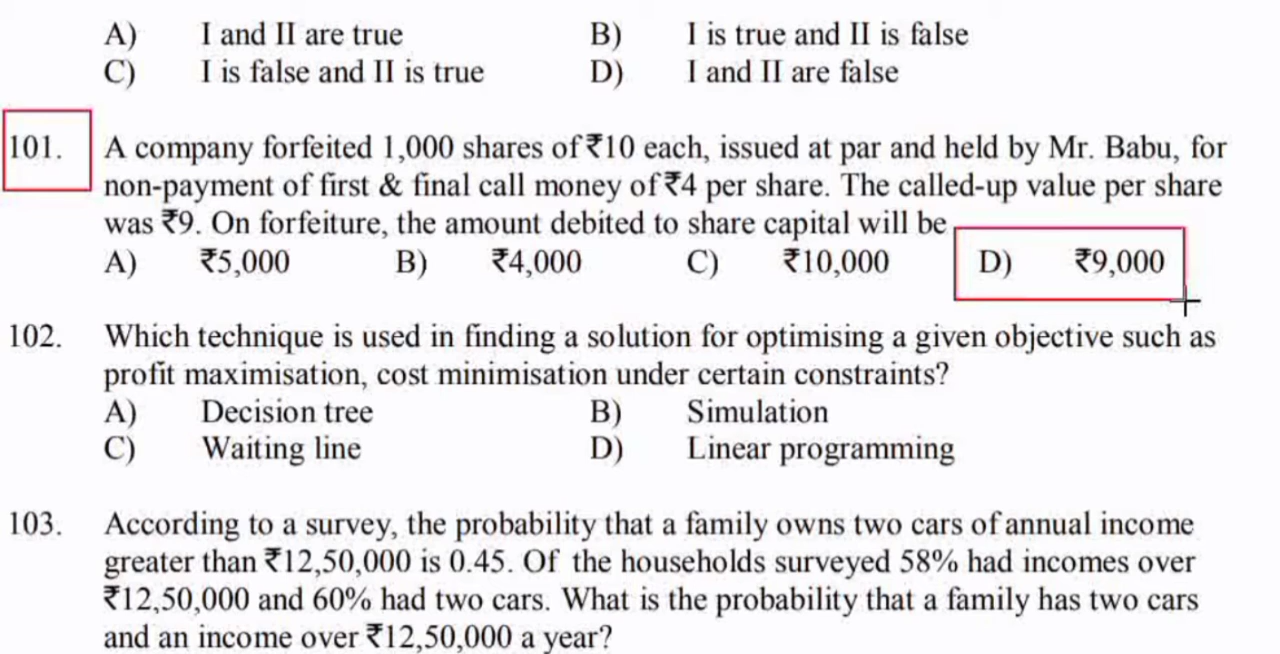 A) I and II are true B) I is true and II is false
C) I is false and II is true D) I and II are false
101. A company forfeited 1,000 shares of ₹10 each, issued at par and held by Mr. Babu, for
non-payment of first & final call money of ₹4 per share. The called-up value per share
was ₹9. On forfeiture, the amount debited to share capital will be
A) ₹5,000 B) ₹4,000 C) ₹10,000 D) ₹9,000
102. Which technique is used in finding a solution for optimising a given objective such as
profit maximisation, cost minimisation under certain constraints?
A) Decision tree B) Simulation
C) Waiting line D) Linear programming
103. According to a survey, the probability that a family owns two cars of annual income
greater than ₹12,50,000 is 0.45. Of the households surveyed 58% had incomes over
₹12,50,000 and 60% had two cars. What is the probability that a family has two cars
and an income over ₹12,50,000 a year?